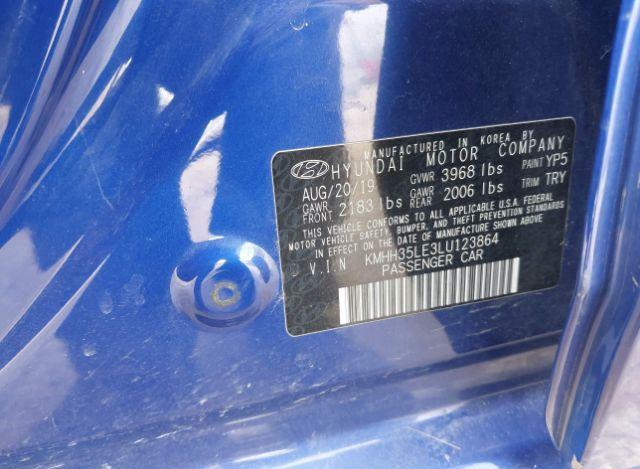 MANUFACTURED IN KOREA BY
HYUNDAI MOTOR COMPANY
AUG/20/19 GVWR 3968 lbs PAINT YP5
GAWR FRONT 2183 lbs GAWR REAR 2006 lbs TRIM TRY
THIS VEHICLE CONFORMS TO ALL APPLICABLE U.S.A. FEDERAL
MOTOR VEHICLE SAFETY, BUMPER, AND THEFT PREVENTION STANDARDS
IN EFFECT ON THE DATE OF MANUFACTURE SHOWN ABOVE.
V.I.N KMHH35LE3LU123864
PASSENGER CAR